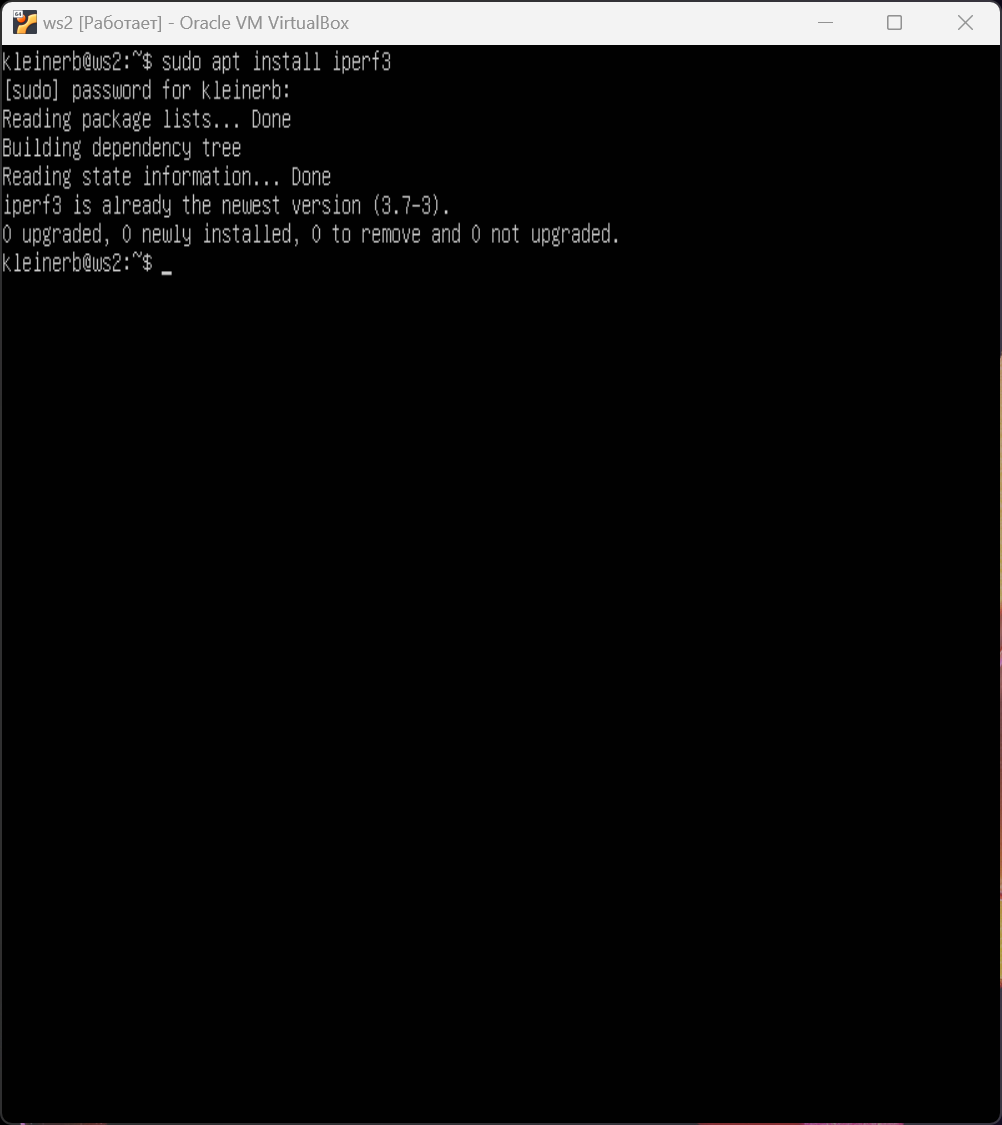 ws2 [Работает] - Oracle VM VirtualBox
kleinerb@ws2:~$ sudo apt install iperf3
[sudo] password for kleinerb:
Reading package lists... Done
Building dependency tree
Reading state information... Done
iperf3 is already the newest version (3.7-3).
0 upgraded, 0 newly installed, 0 to remove and 0 not upgraded.
kleinerb@ws2:~$ _